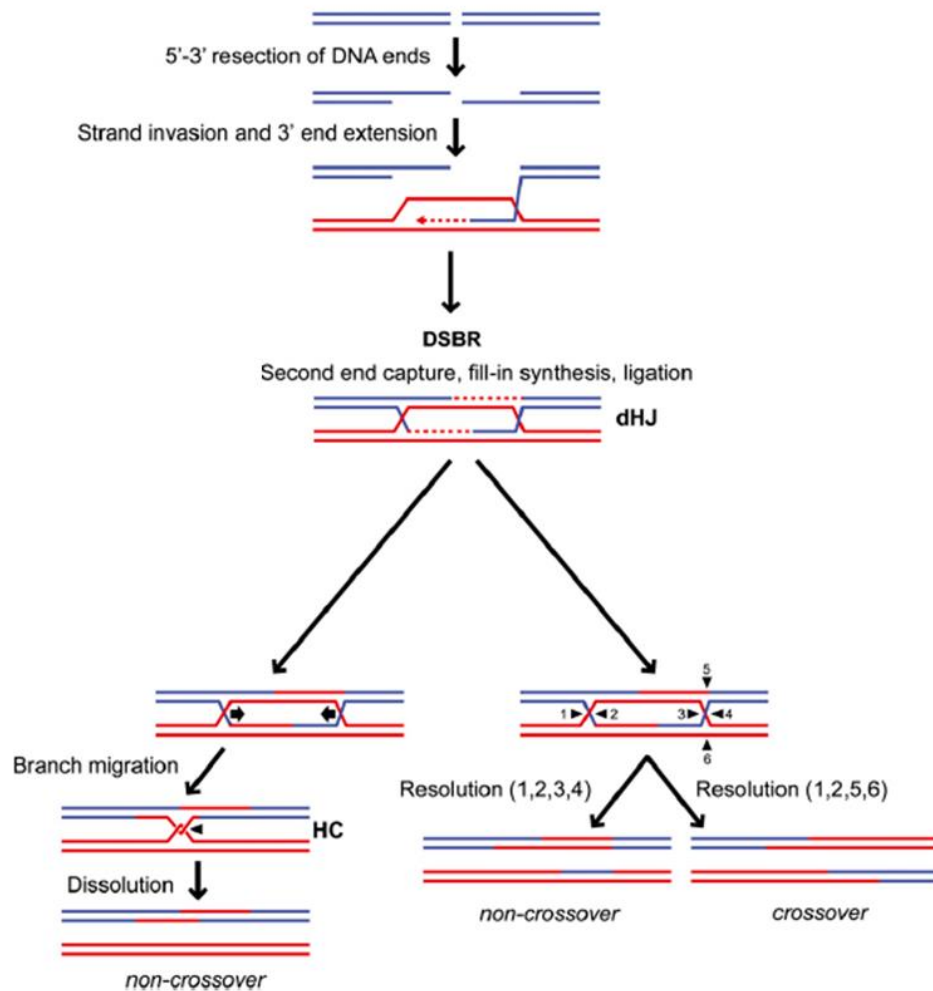 5'-3' resection of DNA ends
Strand invasion and 3' end extension
DSBR
Second end capture, fill-in synthesis, ligation
dHJ
5
1 2 3 4
6
Branch migration
Resolution (1,2,3,4) Resolution (1,2,5,6)
HC
Dissolution
non-crossover crossover
non-crossover